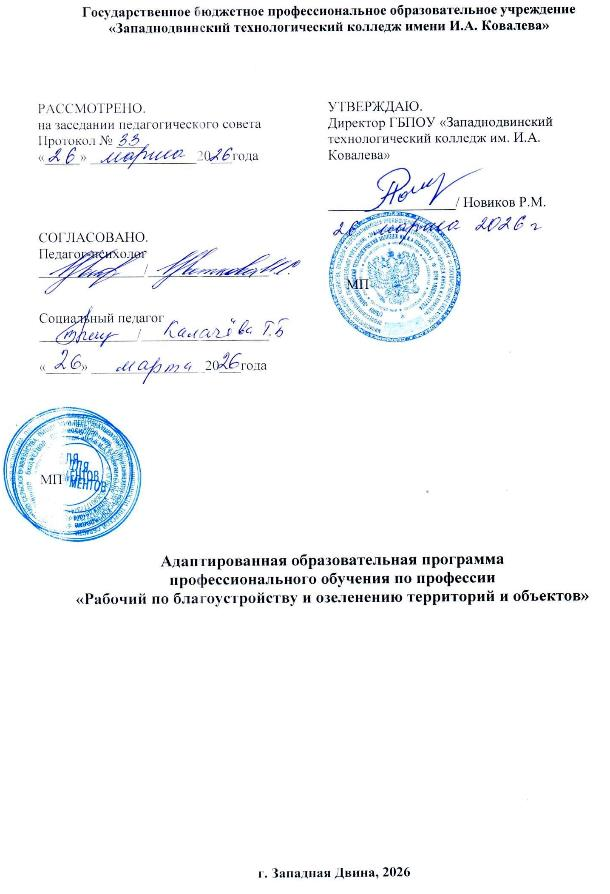 Государственное бюджетное профессиональное образовательное учреждение
«Западнодвинский технологический колледж имени И.А. Ковалева»
РАССМОТРЕНО.
на заседании педагогического совета
Протокол № 33
«26» марта 2026года
УТВЕРЖДАЮ.
Директор ГБПОУ «Западнодвинский
технологический колледж им. И.А.
Ковалева»
/ Новиков Р.М.
26 марта 2026 г
МП
СОГЛАСОВАНО.
Педагог-психолог
/
Социальный педагог
/ Калачёва Т.Б
«26» марта 2026года
МП
ДЛЯ
ДОКУМЕНТОВ
Адаптированная образовательная программа
профессионального обучения по профессии
«Рабочий по благоустройству и озеленению территорий и объектов»
г. Западная Двина, 2026